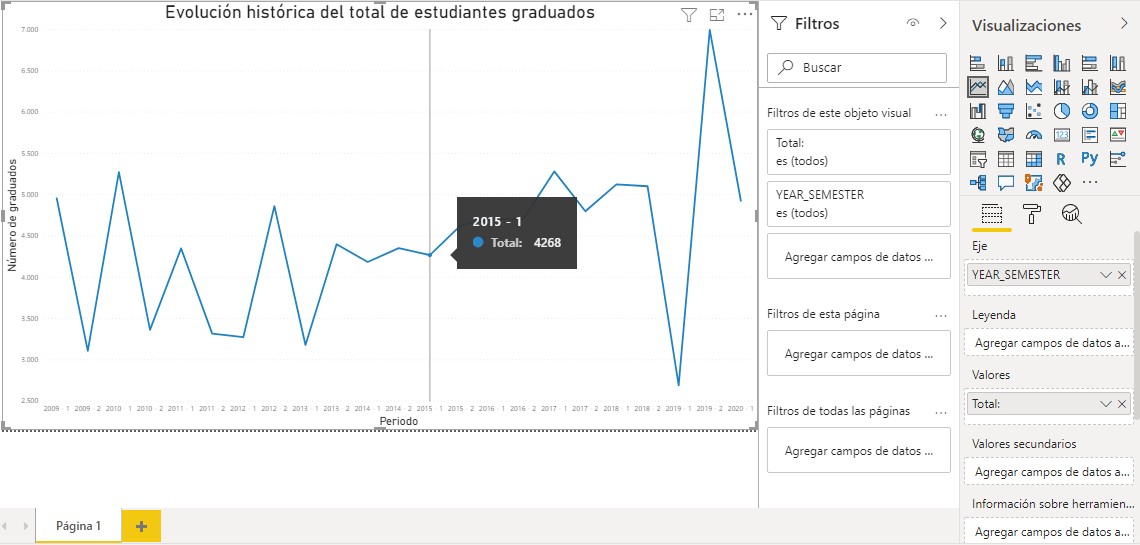 Evolución histórica del total de estudiantes graduados
7.000
6.500
6.000
5.500
5.000
4.500
4.000
3.500
3.000
2.500
Número de graduados
2015 - 1
Total: 4268
2009 - 1 2009 - 2 2010 - 1 2010 - 2 2011 - 1 2011 - 2 2012 - 1 2012 - 2 2013 - 1 2013 - 2 2014 - 1 2014 - 2 2015 - 1 2015 - 2 2016 - 1 2016 - 2 2017 - 1 2017 - 2 2018 - 1 2018 - 2 2019 - 1 2019 - 2 2020 - 1
Periodo
Página 1
+
Filtros
Buscar
Filtros de este objeto visual ...
Total:
es (todos)
YEAR_SEMESTER
es (todos)
Agregar campos de datos ...
Filtros de esta página ...
Agregar campos de datos ...
Filtros de todas las páginas ...
Agregar campos de datos ...
Visualizaciones
123
R Py
...
Eje
YEAR_SEMESTER
Leyenda
Agregar campos de datos a...
Valores
Total:
Valores secundarios
Agregar campos de datos a...
Información sobre herramien...
Agregar campos de datos a...